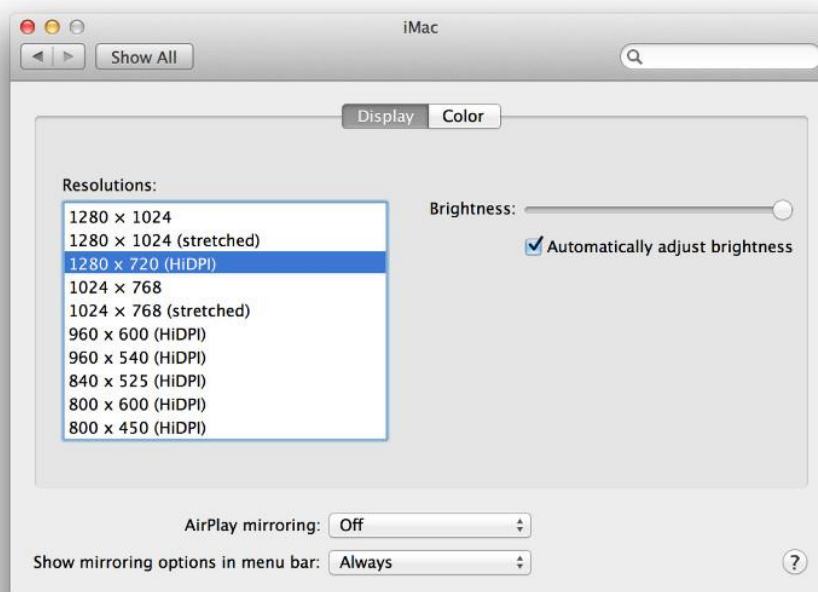 iMac
Show All
Display Color
Resolutions:
1280 × 1024
1280 × 1024 (stretched)
1280 x 720 (HiDPI)
1024 × 768
1024 × 768 (stretched)
960 x 600 (HiDPI)
960 x 540 (HiDPI)
840 x 525 (HiDPI)
800 x 600 (HiDPI)
800 x 450 (HiDPI)
Brightness:
Automatically adjust brightness
AirPlay mirroring: Off
Show mirroring options in menu bar: Always
?